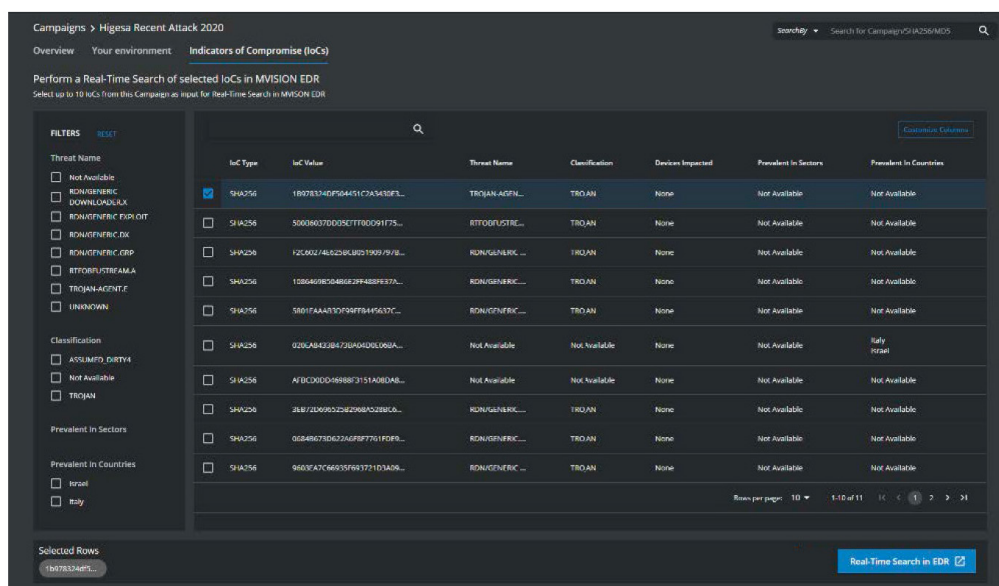 Campaigns > Higesa Recent Attack 2020
SearchBy Search for Campaign/SHA256/MD5
Overview Your environment Indicators of Compromise (IoCs)
Perform a Real-Time Search of selected IoCs in MVISION EDR
Select up to 10 IoCs from this Campaign as input for Real-Time Search in MVISON EDR
FILTERS RESET
Customize Columns
Threat Name
Not Available
RDN/GENERIC
DOWNLOADER.X
RDN/GENERIC EXPLOIT
RDN/GENERIC.DX
RDN/GENERIC.GRP
RTFOBFUSTREAM.A
TROJAN-AGENT.E
UNKNOWN
Classification
ASSUMED_DIRTY4
Not Available
TROJAN
Prevalent In Sectors
Prevalent In Countries
Israel
Italy
IoC Type IoC Value Threat Name Classification Devices Impacted Prevalent In Sectors Prevalent In Countries
SHA256 TROJAN-AGEN... TROJAN None Not Available Not Available
SHA256 RTFOBFUSTRE... TROJAN None Not Available Not Available
SHA256 RDN/GENERIC ... TROJAN None Not Available Not Available
SHA256 RDN/GENERIC... TROJAN None Not Available Not Available
SHA256 RDN/GENERIC... TROJAN None Not Available Not Available
SHA256 Not Available Not Available None Not Available Italy
Israel
SHA256 Not Available Not Available None Not Available Not Available
SHA256 RDN/GENERIC.... TROJAN None Not Available Not Available
SHA256 RDN/GENERIC.... TROJAN None Not Available Not Available
SHA256 RDN/GENERIC ... TROJAN None Not Available Not Available
Rows per page: 10 1-10 of 11 1 2
Selected Rows
1b978324df5...
Real-Time Search in EDR